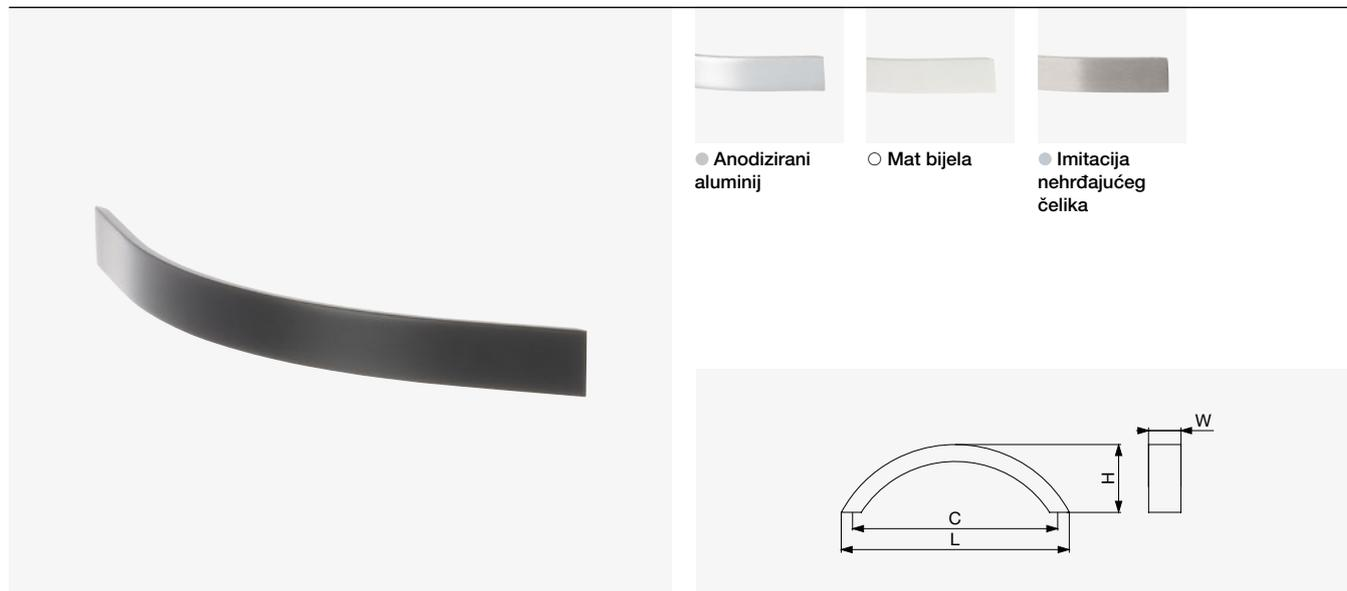 Anodizirani
aluminij
Mat bijela
Imitacija
nehrđajućeg
čelika
W
H
C
L